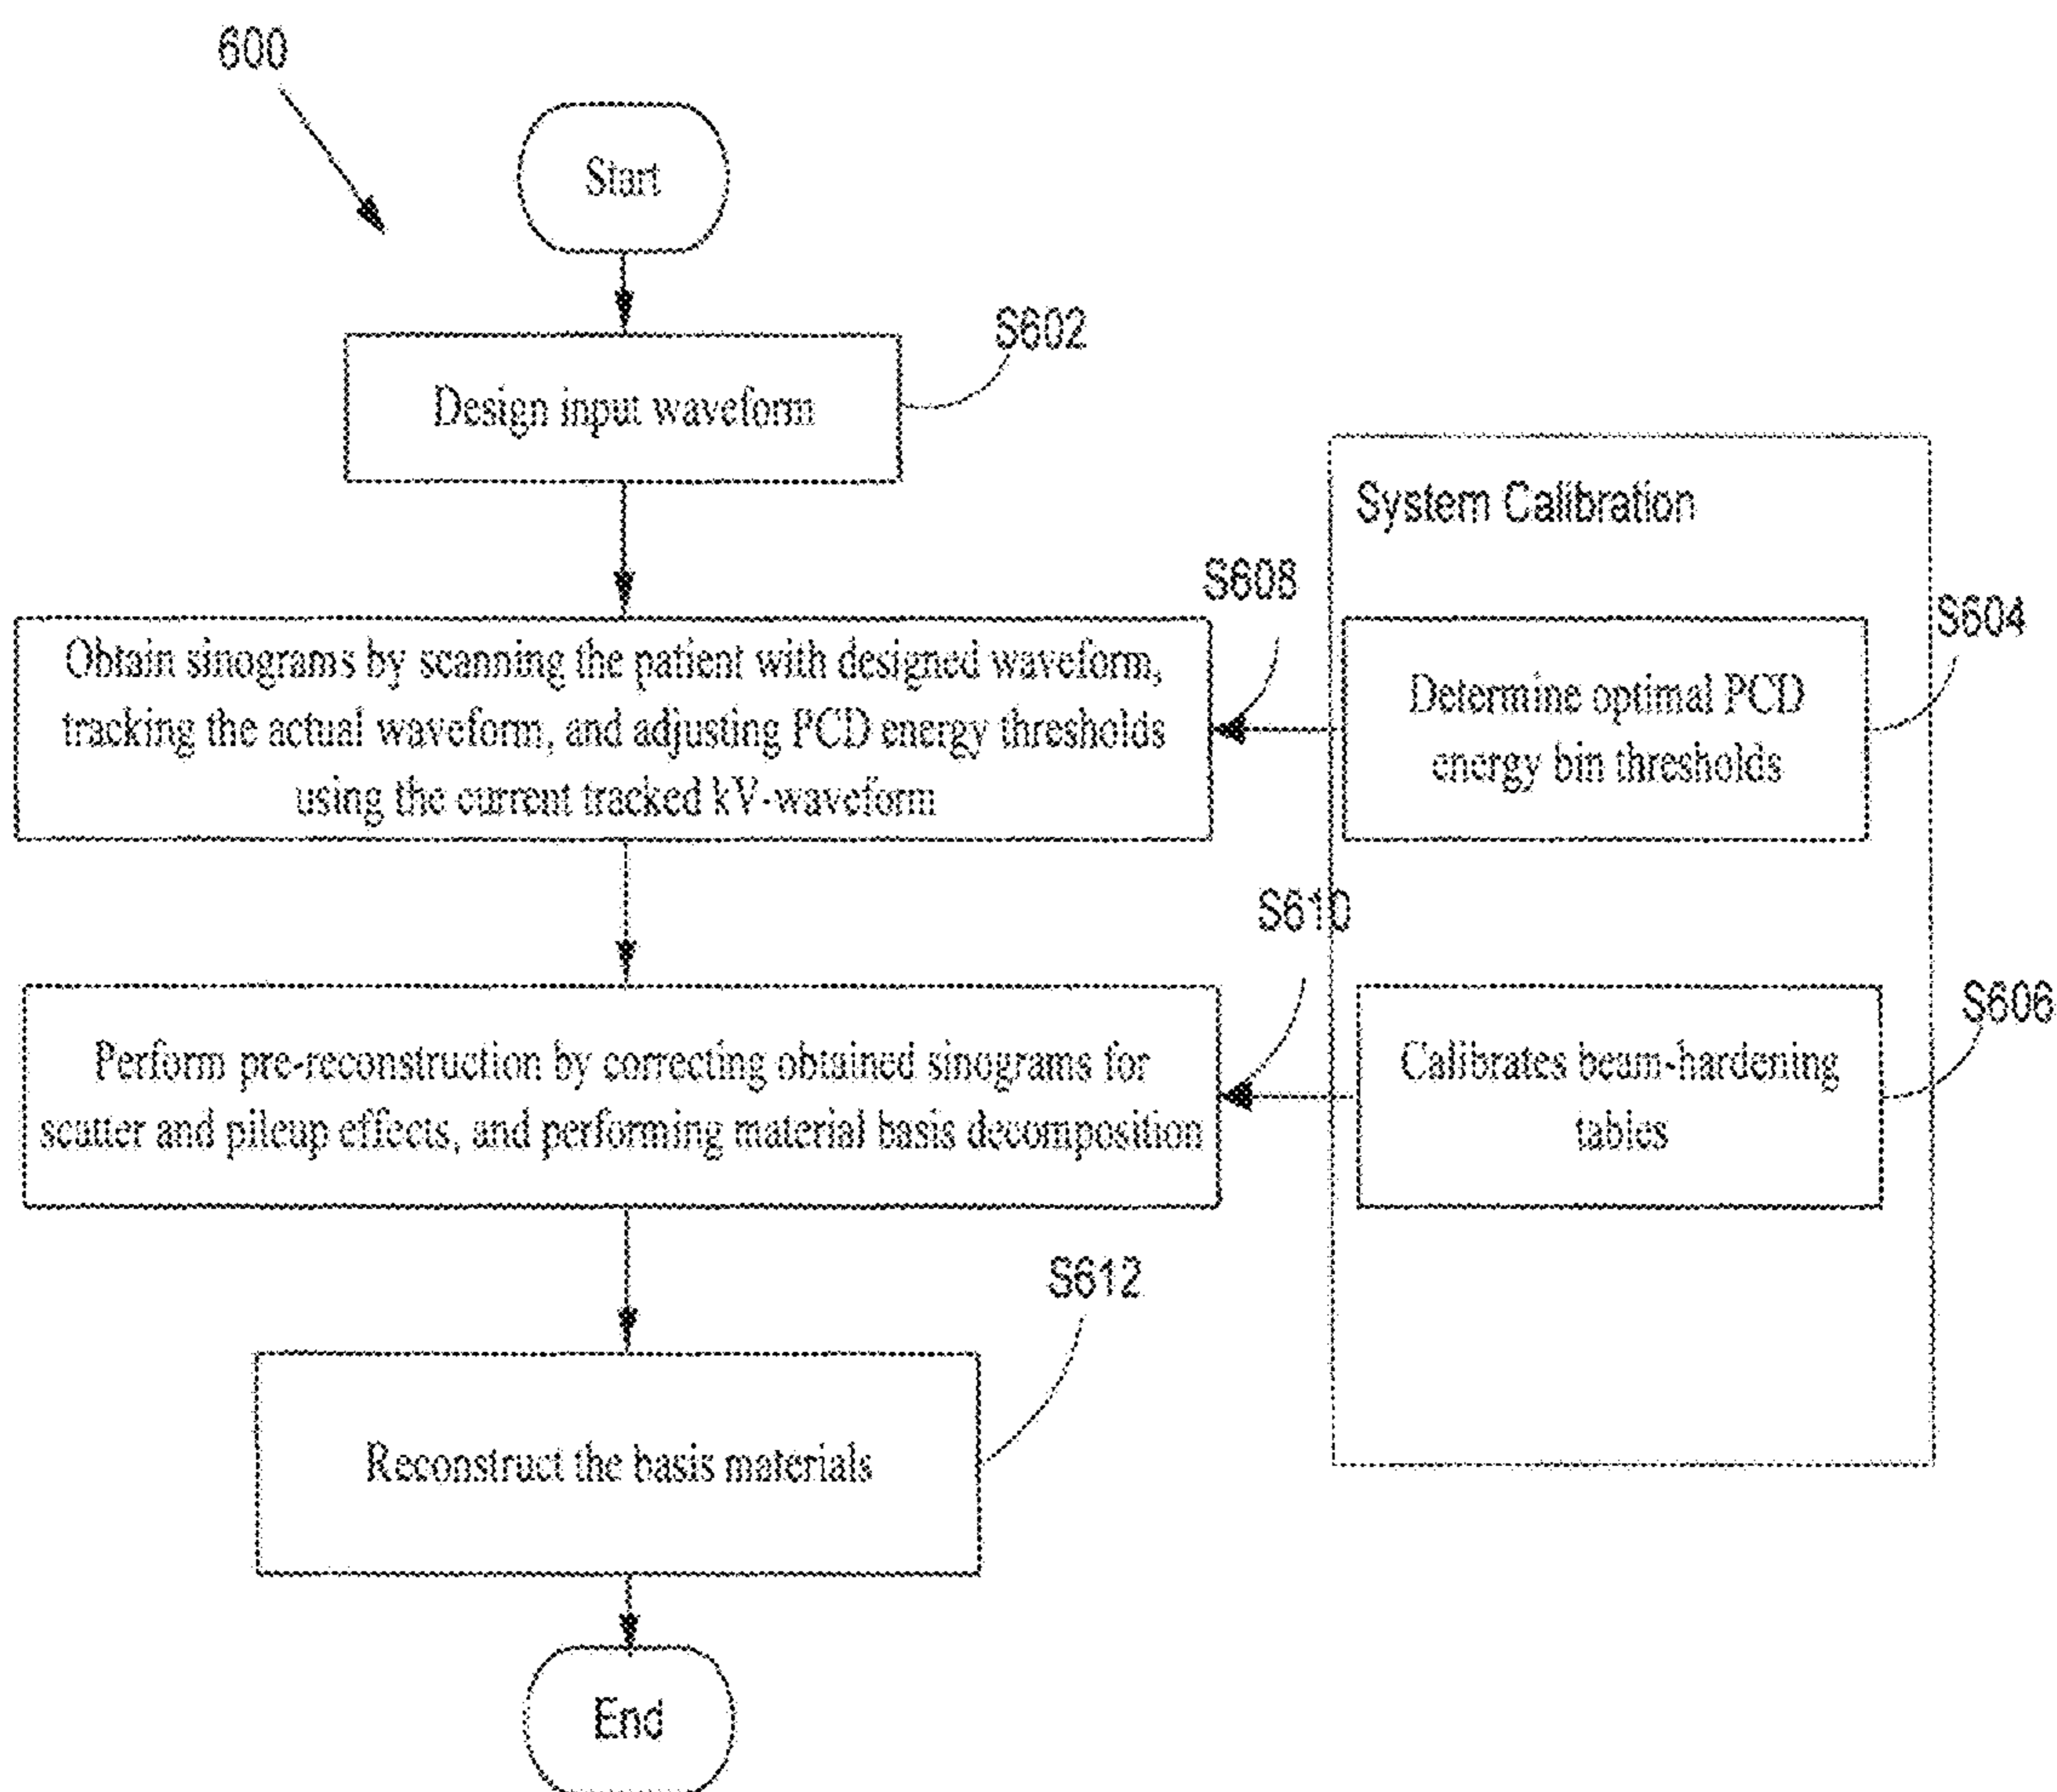 600
Start
S602
Design input waveform
System Calibration
S608
S604
Obtain sinograms by scanning the patient with designed waveform,
tracking the actual waveform, and adjusting PCD energy thresholds
using the current tracked kV-waveform
Determine optimal PCD
energy bin thresholds
S610
S606
Perform pre-reconstruction by correcting obtained sinograms for
scatter and pileup effects, and performing material basis decomposition
Calibrates beam-hardening
tables
S612
Reconstruct the basis materials
End